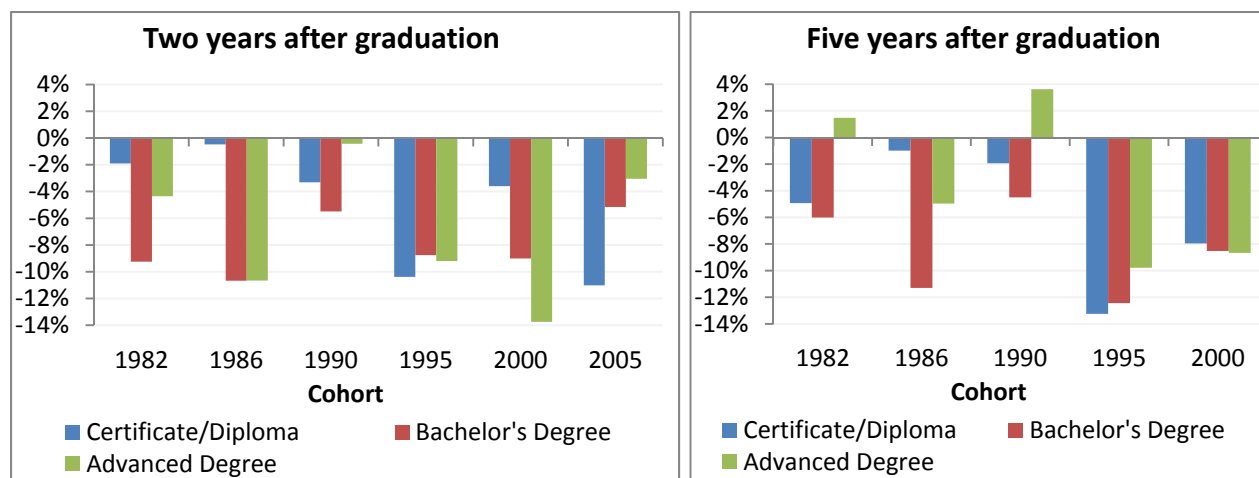 Two years after graduation
4%
2%
0%
-2%
-4%
-6%
-8%
-10%
-12%
-14%
1982 1986 1990 1995 2000 2005
Cohort
Certificate/Diploma Bachelor's Degree
Advanced Degree
Five years after graduation
4%
2%
0%
-2%
-4%
-6%
-8%
-10%
-12%
-14%
1982 1986 1990 1995 2000
Cohort
Certificate/Diploma Bachelor's Degree
Advanced Degree